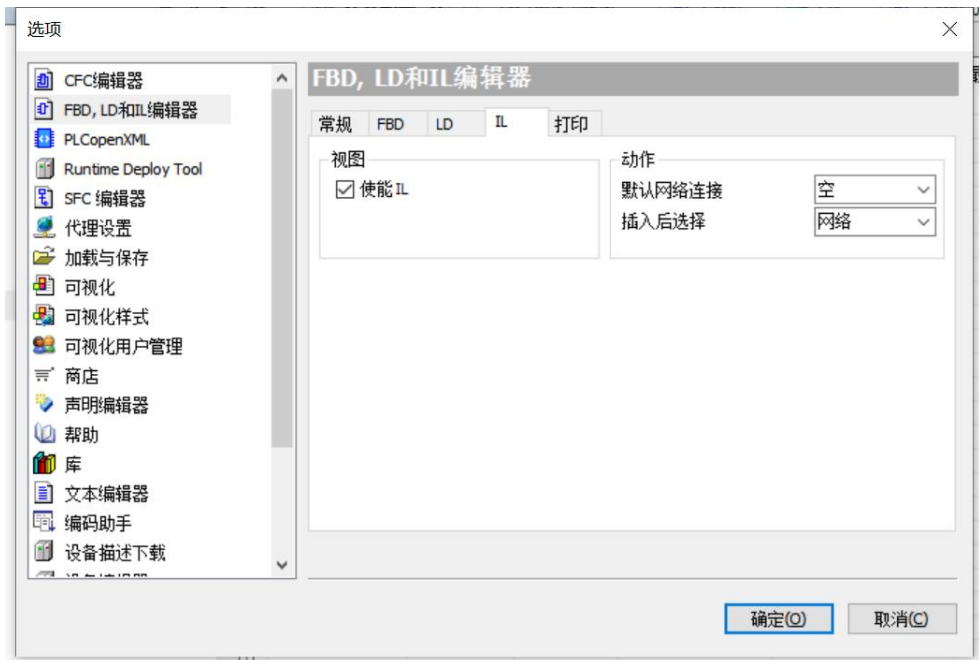 选项
CFC编辑器
FBD, LD和IL编辑器
PLCopenXML
Runtime Deploy Tool
SFC 编辑器
代理设置
加载与保存
可视化
可视化样式
可视化用户管理
商店
声明编辑器
帮助
库
文本编辑器
编码助手
设备描述下载
FBD, LD和IL编辑器
常规 FBD LD IL 打印
视图
使能IL
动作
默认网络连接 空
插入后选择 网络
确定(O) 取消(C)